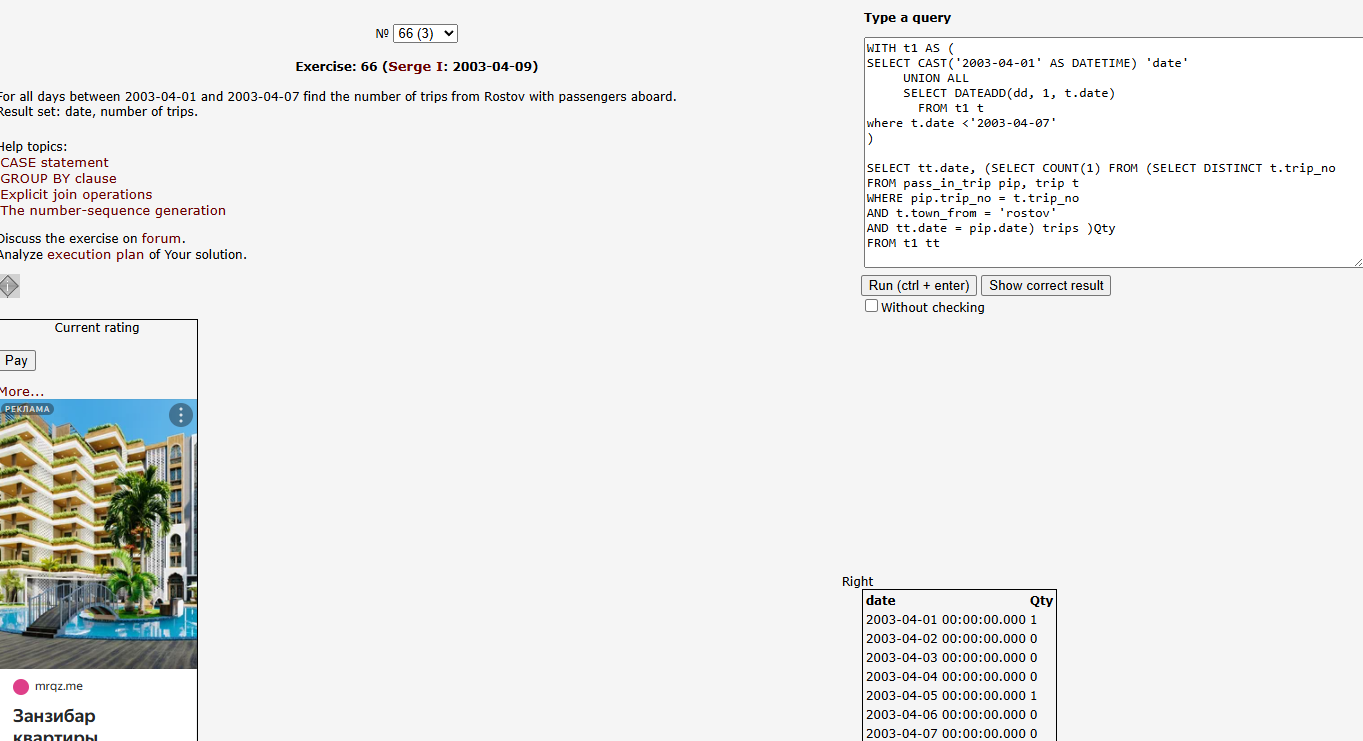 № 66 (3)
Exercise: 66 (Serge I: 2003-04-09)
For all days between 2003-04-01 and 2003-04-07 find the number of trips from Rostov with passengers aboard.
Result set: date, number of trips.
Help topics:
CASE statement
GROUP BY clause
Explicit join operations
The number-sequence generation
Discuss the exercise on forum.
Analyze execution plan of Your solution.
Current rating
Pay
More...
РЕКЛАМА
mrqz.me
Занзибар
квартиры
Type a query
WITH t1 AS (
SELECT CAST('2003-04-01' AS DATETIME) 'date'
UNION ALL
SELECT DATEADD(dd, 1, t.date)
FROM t1 t
where t.date <'2003-04-07'
)
SELECT tt.date, (SELECT COUNT(1) FROM (SELECT DISTINCT t.trip_no
FROM pass_in_trip pip, trip t
WHERE pip.trip_no = t.trip_no
AND t.town_from = 'rostov'
AND tt.date = pip.date) trips )Qty
FROM t1 tt
Run (ctrl + enter) Show correct result
Without checking
Right
date Qty
2003-04-01 00:00:00.000 1
2003-04-02 00:00:00.000 0
2003-04-03 00:00:00.000 0
2003-04-04 00:00:00.000 0
2003-04-05 00:00:00.000 1
2003-04-06 00:00:00.000 0
2003-04-07 00:00:00.000 0